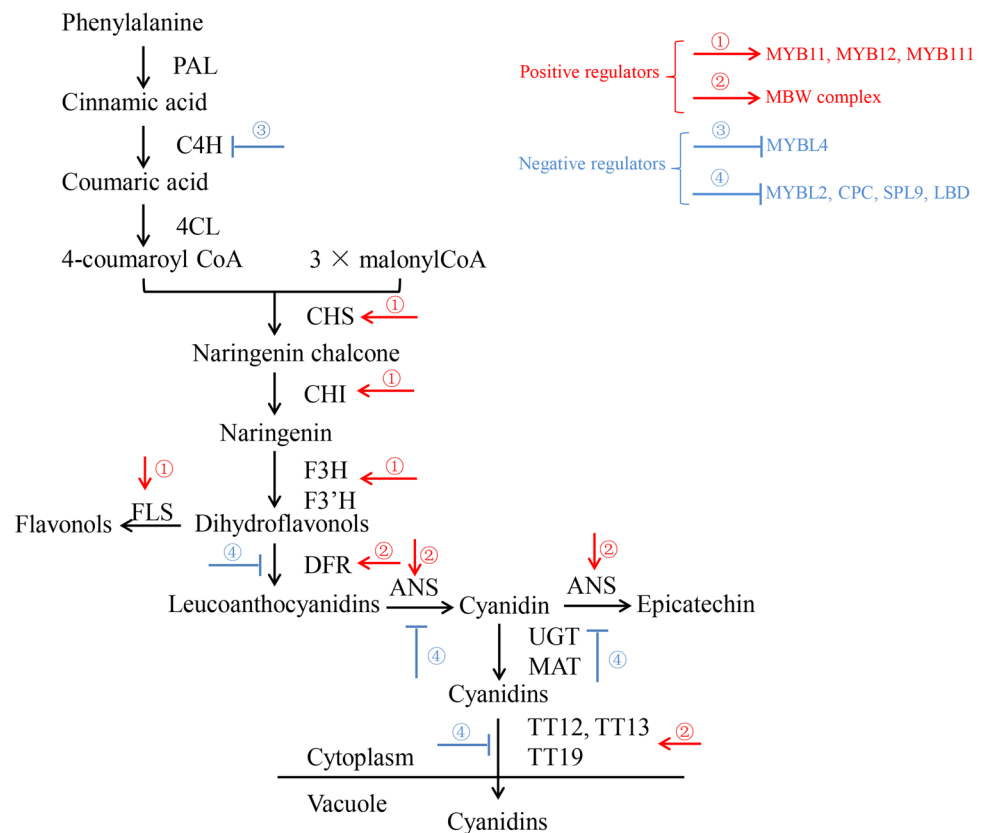 Phenylalanine
PAL
Cinnamic acid
C4H
③
Coumaric acid
4CL
4-coumaroyl CoA
3 × malonylCoA
CHS
①
Naringenin chalcone
CHI
①
Naringenin
F3H
①
F3’H
①
FLS
Flavonols
Dihydroflavonols
④
DFR
②
②
ANS
②
ANS
Leucoanthocyanidins
Cyanidin
Epicatechin
④
UGT
MAT
④
Cyanidins
④
TT12, TT13
TT19
②
Cytoplasm
Vacuole
Cyanidins
Positive regulators
①
MYB11, MYB12, MYB111
②
MBW complex
Negative regulators
③
MYBL4
④
MYBL2, CPC, SPL9, LBD